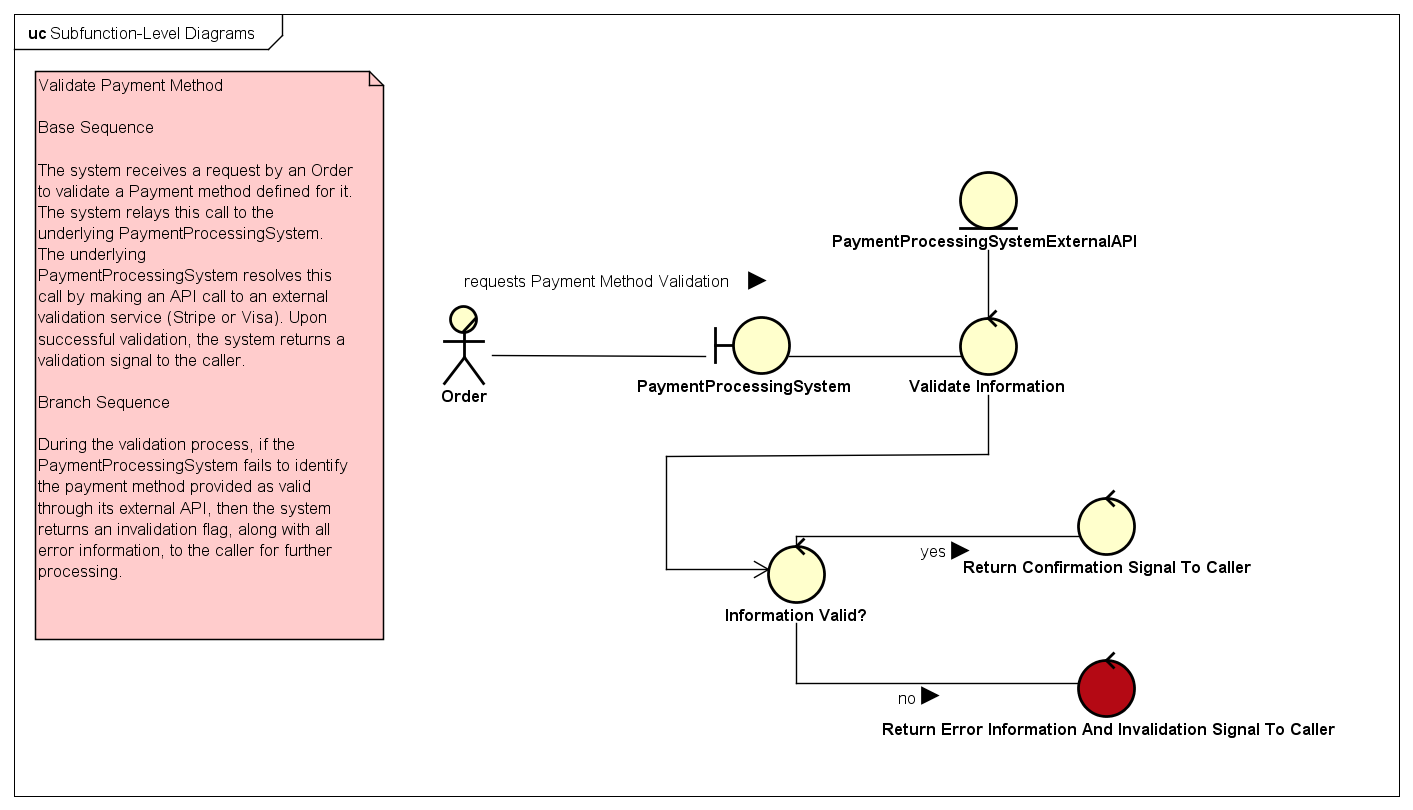 uc Subfunction-Level Diagrams
Validate Payment Method
Base Sequence
The system receives a request by an Order
to validate a Payment method defined for it.
The system relays this call to the
underlying PaymentProcessingSystem.
The underlying
PaymentProcessingSystem resolves this
call by making an API call to an external
validation service (Stripe or Visa). Upon
successful validation, the system returns a
validation signal to the caller.
Branch Sequence
During the validation process, if the
PaymentProcessingSystem fails to identify
the payment method provided as valid
through its external API, then the system
returns an invalidation flag, along with all
error information, to the caller for further
processing.
PaymentProcessingSystemExternalAPI
requests Payment Method Validation
Order
PaymentProcessingSystem
Validate Information
yes
Return Confirmation Signal To Caller
Information Valid?
no
Return Error Information And Invalidation Signal To Caller